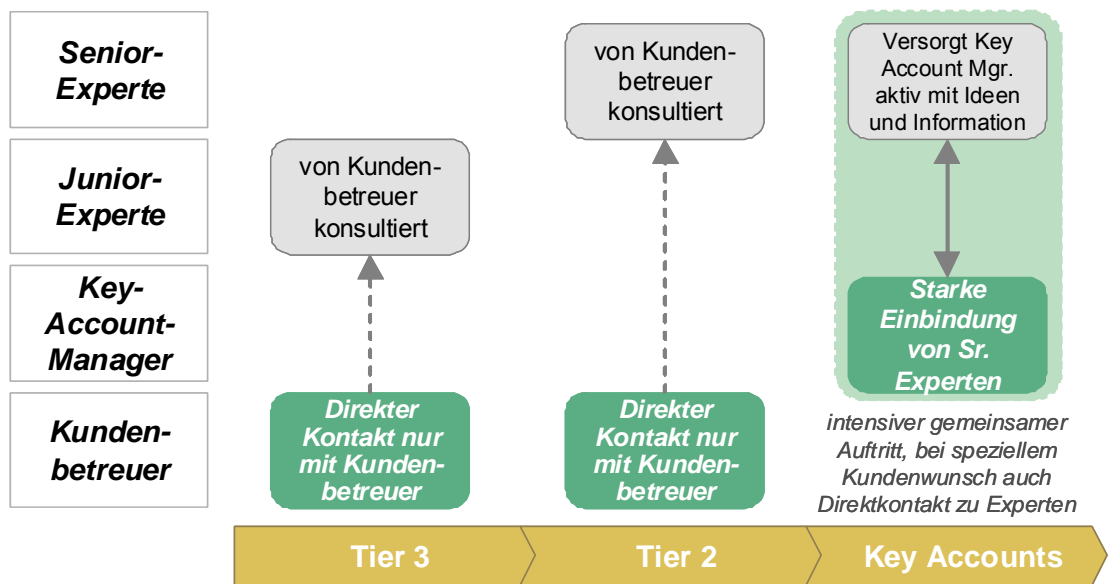 Senior-
Experte
Junior-
Experte
Key-
Account-
Manager
Kunden-
betreuer
von Kunden-
betreuer
konsultiert
Direkter
Kontakt nur
mit Kunden-
betreuer
von Kunden-
betreuer
konsultiert
Direkter
Kontakt nur
mit Kunden-
betreuer
Versorgt Key
Account Mgr.
aktiv mit Ideen
und Information
Starke
Einbindung
von Sr.
Experten
intensiver gemeinsamer
Auftritt, bei speziellem
Kundenwunsch auch
Direktkontakt zu Experten
Tier 3
Tier 2
Key Accounts